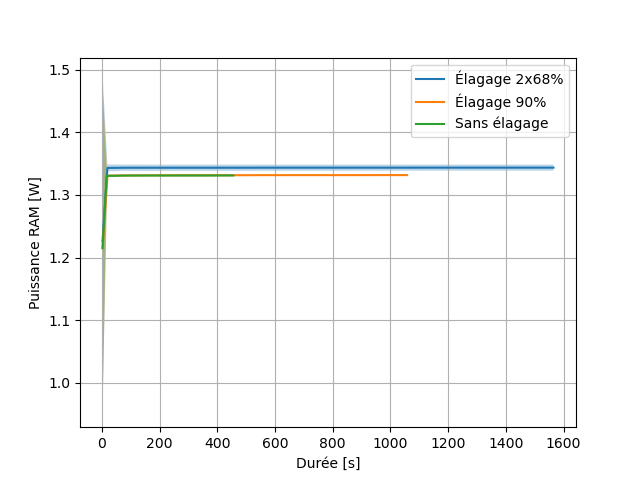 Élagage 2x68%
Élagage 90%
Sans élagage
1.5
1.4
1.3
1.2
1.1
1.0
Puissance RAM [W]
0 200 400 600 800 1000 1200 1400 1600
Durée [s]